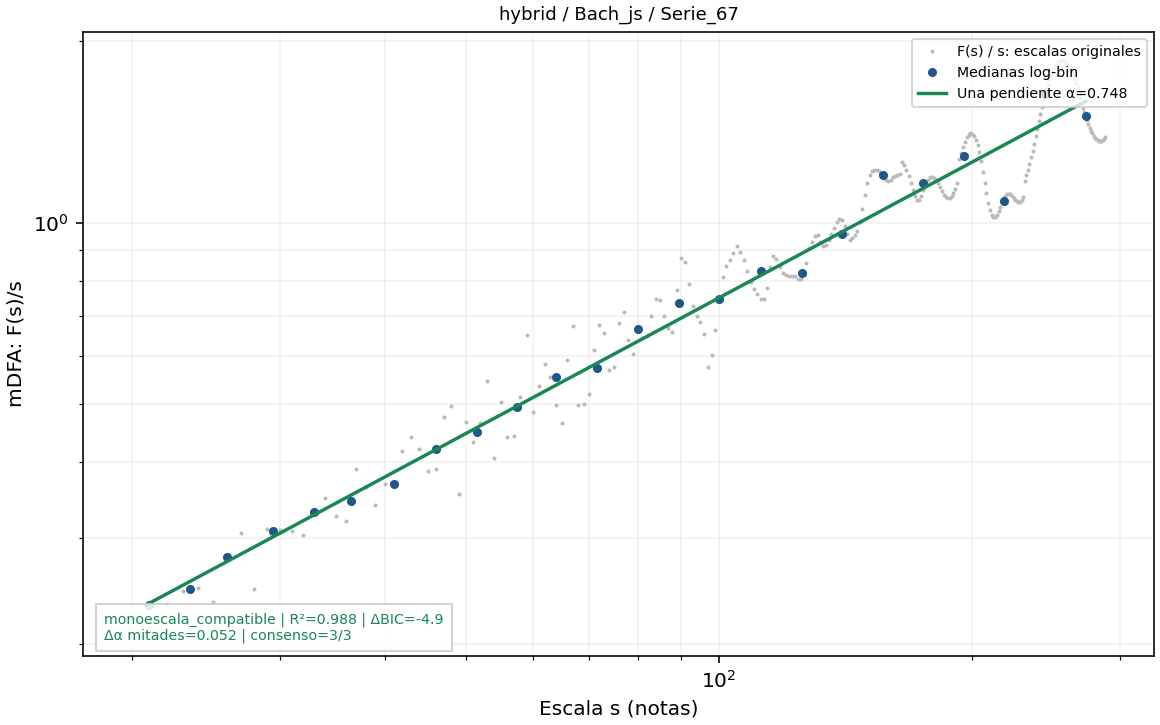 hybrid / Bach_js / Serie_67
F(s) / s: escalas originales
Medianas log-bin
Una pendiente α=0.748
10⁰
mDFA: F(s)/s
monoescala_compatible | R²=0.988 | ΔBIC=-4.9
Δα mitades=0.052 | consenso=3/3
10²
Escala s (notas)